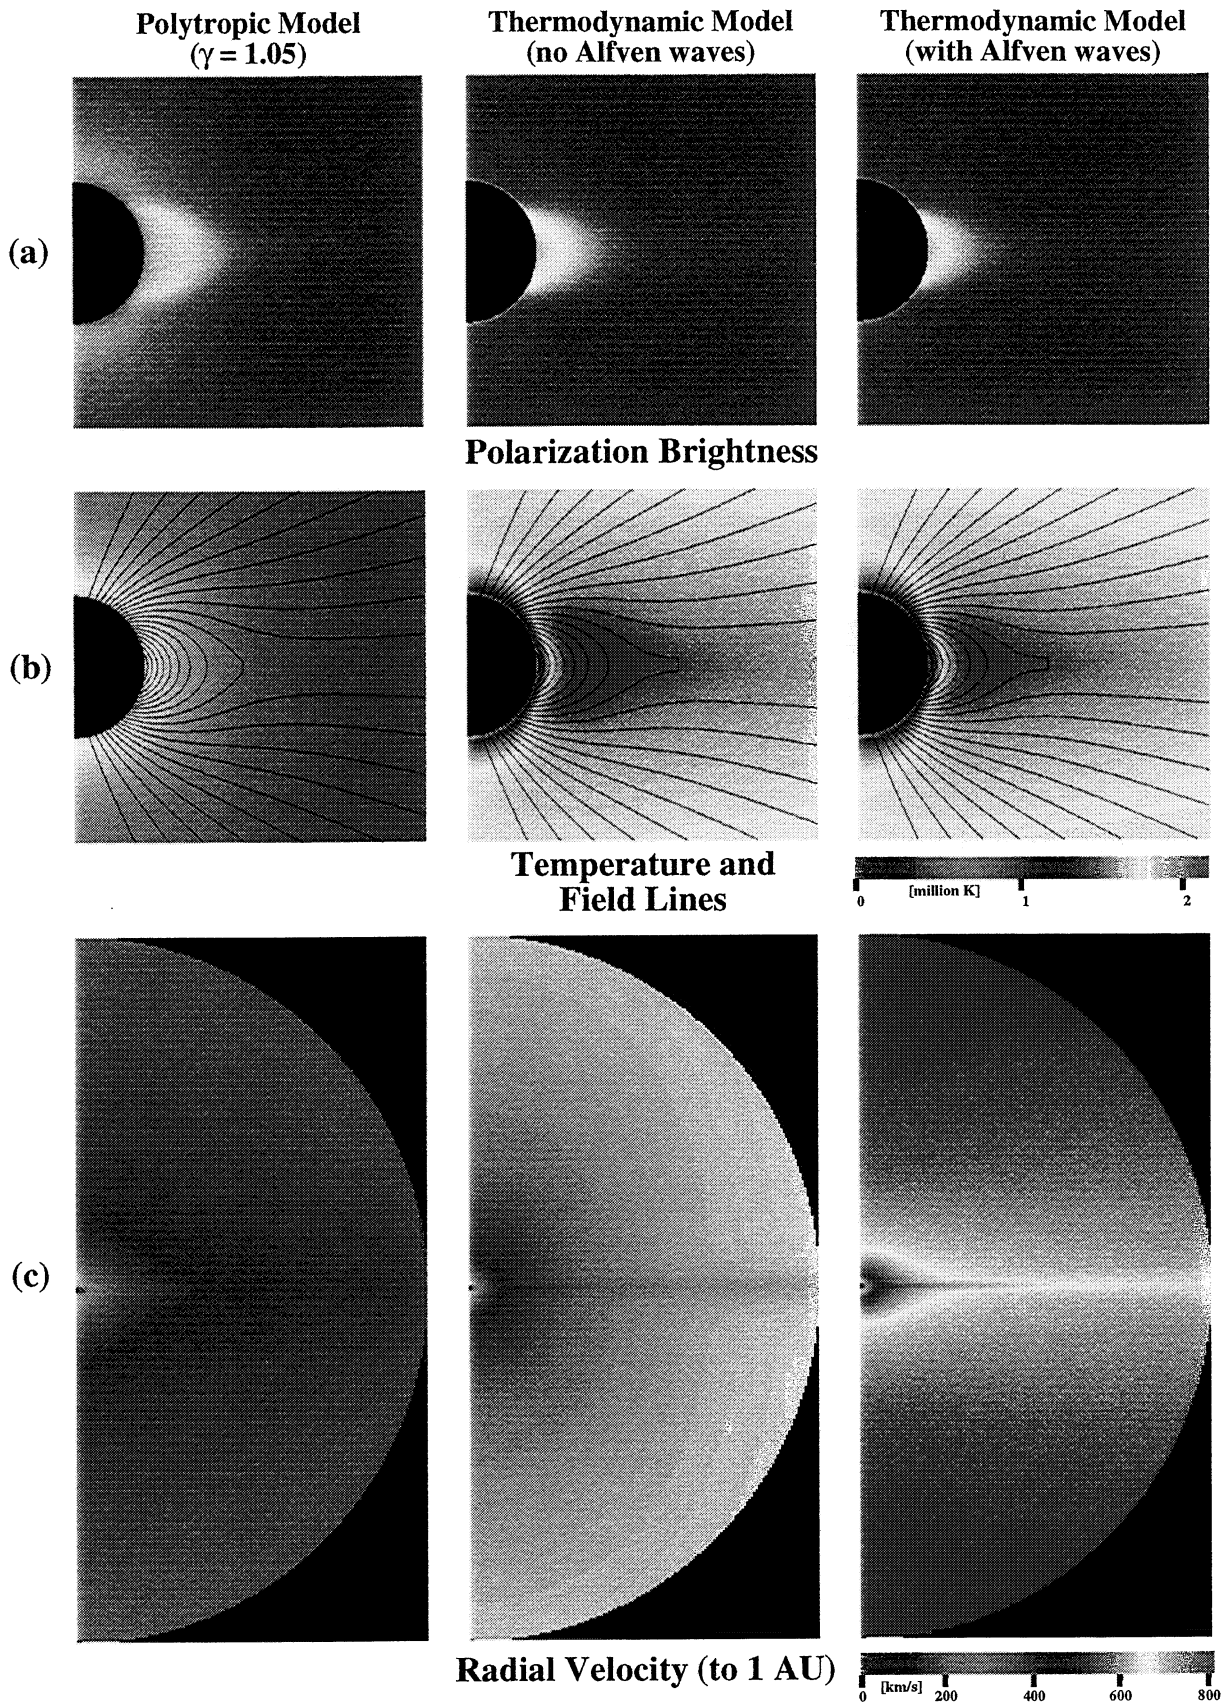 Polytropic Model
(γ = 1.05)
Thermodynamic Model
(no Alfven waves)
Thermodynamic Model
(with Alfven waves)
(a)
Polarization Brightness
(b)
Temperature and
Field Lines
0 [million K] 1 2
(c)
Radial Velocity (to 1 AU)
0 [km/s] 200 400 600 800